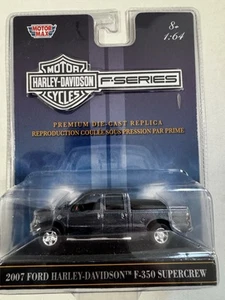 MOTOR MAX
8+
1:64
MOTOR
HARLEY-DAVIDSON
CYCLES
F-SERIES
PREMIUM DIE-CAST REPLICA
REPRODUCTION COULÉE SOUS PRESSION PAR PRIME
2007 FORD HARLEY-DAVIDSON™ F-350 SUPERCREW